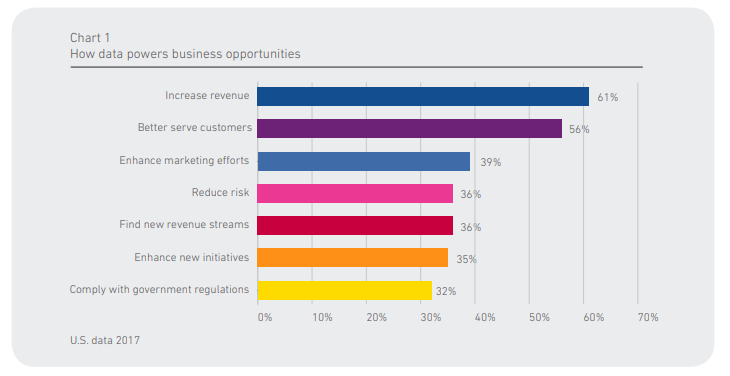 Chart 1
How data powers business opportunities
Increase revenue 61%
Better serve customers 56%
Enhance marketing efforts 39%
Reduce risk 36%
Find new revenue streams 36%
Enhance new initiatives 35%
Comply with government regulations 32%
0% 10% 20% 30% 40% 50% 60% 70%
U.S. data 2017